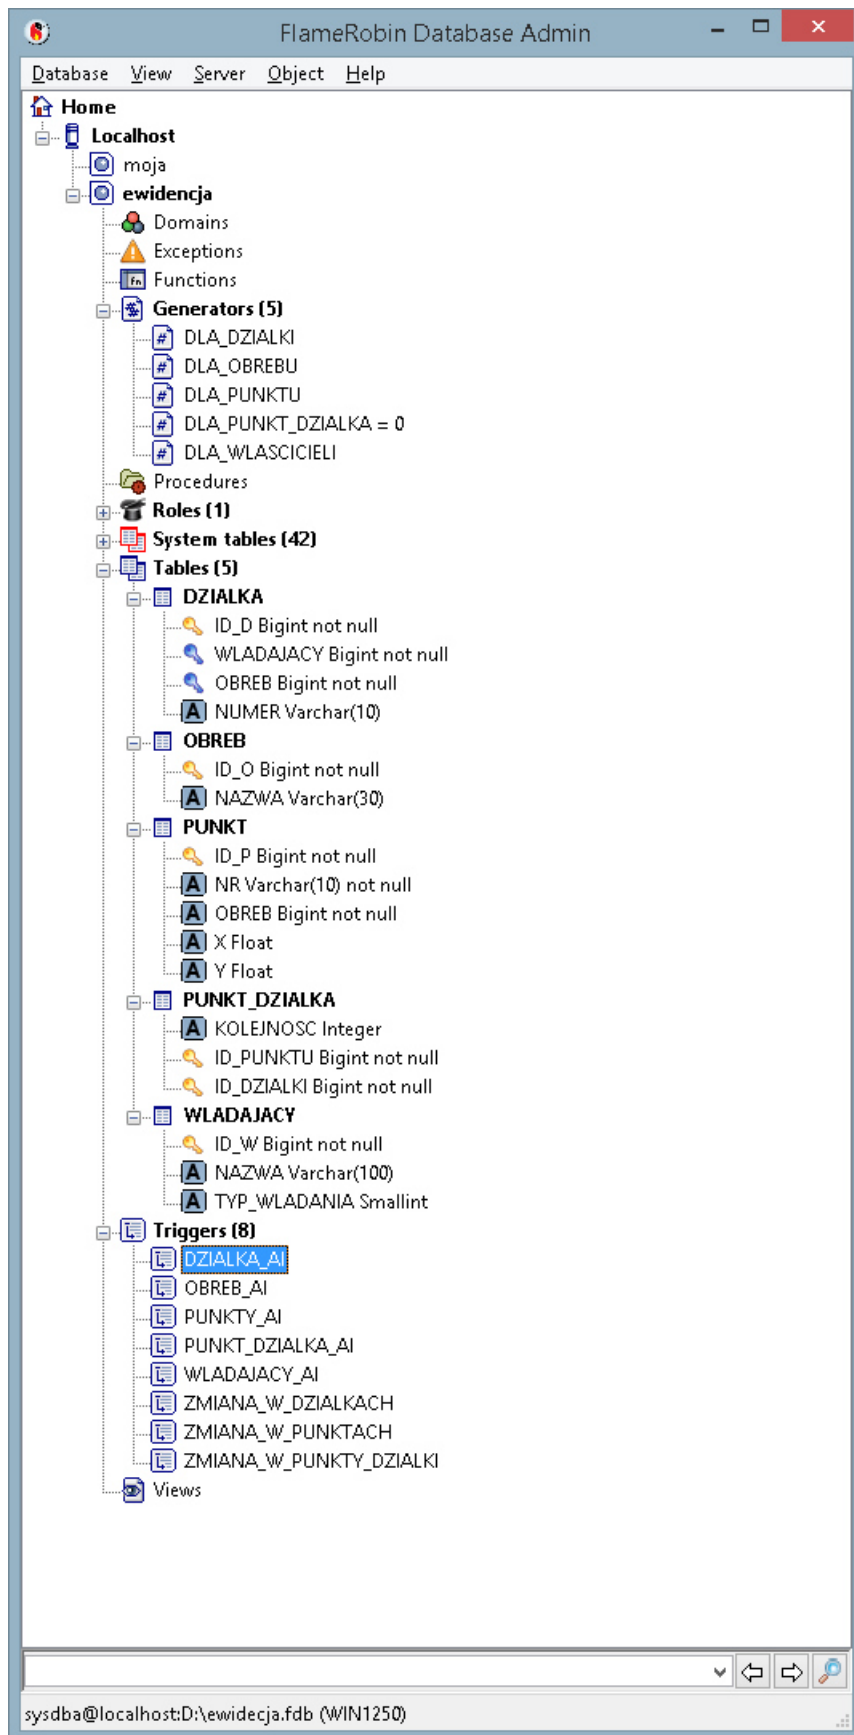 FlameRobin Database Admin
Database View Server Object Help
Home
Localhost
moja
ewidencja
Domains
Exceptions
fn Functions
Generators (5)
# DLA_DZIALKI
# DLA_OBREBU
# DLA_PUNKTU
# DLA_PUNKT_DZIALKA = 0
# DLA_WLASCICIELI
Procedures
Roles (1)
System tables (42)
Tables (5)
DZIALKA
ID_D Bigint not null
WLADAJACY Bigint not null
OBREB Bigint not null
A NUMER Varchar(10)
OBREB
ID_O Bigint not null
A NAZWA Varchar(30)
PUNKT
ID_P Bigint not null
A NR Varchar(10) not null
A OBREB Bigint not null
A X Float
A Y Float
PUNKT_DZIALKA
A KOLEJNOSC Integer
ID_PUNKTU Bigint not null
ID_DZIALKI Bigint not null
WLADAJACY
ID_W Bigint not null
A NAZWA Varchar(100)
A TYP_WLADANIA Smallint
Triggers (8)
DZIALKA_AI
OBREB_AI
PUNKTY_AI
PUNKT_DZIALKA_AI
WLADAJACY_AI
ZMIANA_W_DZIALKACH
ZMIANA_W_PUNKTACH
ZMIANA_W_PUNKTY_DZIALKI
Views
sysdba@localhost:D:\ewidecja.fdb (WIN1250)